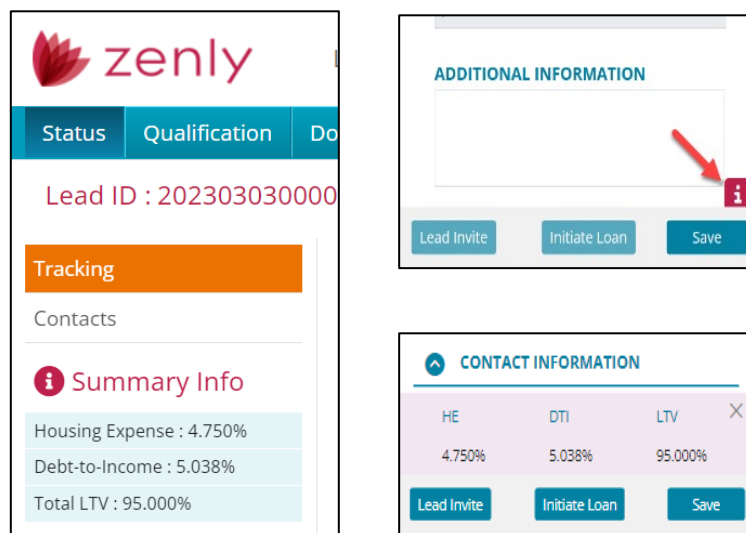 zenly
Status Qualification Do
Lead ID : 202303030000
Tracking
Contacts
Summary Info
Housing Expense : 4.750%
Debt-to-Income : 5.038%
Total LTV : 95.000%
ADDITIONAL INFORMATION
Lead Invite Initiate Loan Save
CONTACT INFORMATION
HE DTI LTV
4.750% 5.038% 95.000%
Lead Invite Initiate Loan Save